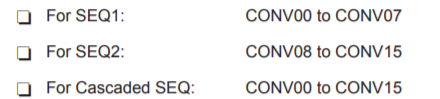 ❏ For SEQ1: CONV00 to CONV07
❏ For SEQ2: CONV08 to CONV15
❏ For Cascaded SEQ: CONV00 to CONV15